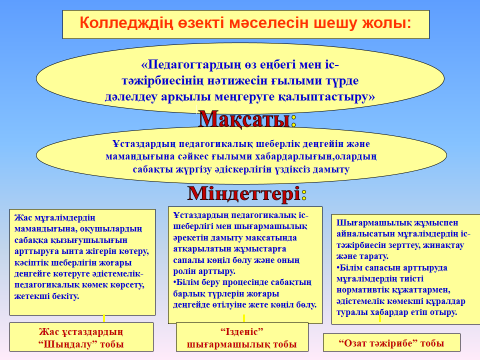 Колледждің өзекті мәселесін шешу жолы:
«Педагогтардың өз еңбегі мен іс-
тәжірбиесінің нәтижесін ғылыми түрде
дәлелдеу арқылы меңгеруге қалыптастыру»
Мақсаты:
Ұстаздардың педагогикалық шеберлік деңгейін және
мамандығына сәйкес ғылыми хабардарлығын,олардың
сабақты жүргізу әдіскерлігін үздіксіз дамыту
Міндеттері:
Жас мұғалімдердің
мамандығына, оқушылардын
сабакка қызығушылығын
арттыруға ынта жігерін көтеру,
кәсіптік шеберлігін жоғары
деңгейге көтеруге әдістемелік-
педагогикалық көмек көрсету,
жетекші бекіту.
Ұстаздардың педагогикалық іс-
шеберлігі мен шығармашылық
әрекетін дамыту мақсатында
атқарылатын жұмыстарға
сапалы көңіл бөлу және онын
ролін арттыру.
•Білім беру процесінде сабақтың
барлық түрлерін жоғары
деңгейде өтілуіне жете көңіл бөлу.
Шығармашылық жұмыспен
айналысатын мұғалімдердің іс-
тәжірбиесін зерттеу, жинақтау
және тарату.
•Білім сапасын арттыруда
мұғалімдердің тиісті
нормативтік құжаттармен,
әдістемелік көмекші құралдар
туралы хабардар етіп отыру.
Жас ұстаздардың
“Шыңдалу” тобы
“Ізденіс”
шығармашылық тобы
“Озат тәжірибе” тобы